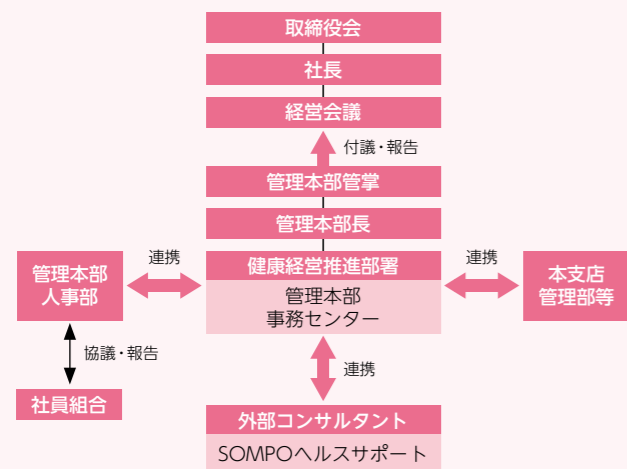 取締役会
社長
経営会議
付議・報告
管理本部管掌
管理本部長
連携
健康経営推進部署
連携
管理本部
人事部
管理本部
事務センター
本支店
管理部等
協議・報告
連携
社員組合
外部コンサルタント
SOMPOヘルスサポート